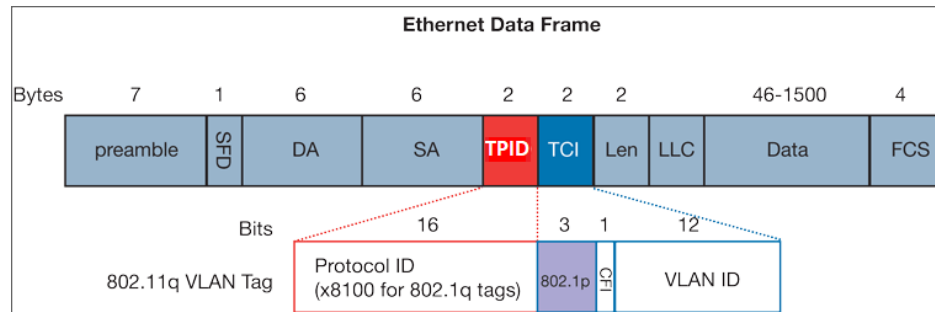 Ethernet Data Frame
Bytes 7 1 6 6 2 2 2 46-1500 4
preamble SFD DA SA TPID TCI Len LLC Data FCS
Bits 16 3 1 12
802.11q VLAN Tag Protocol ID 802.1p CFI VLAN ID
(x8100 for 802.1q tags)